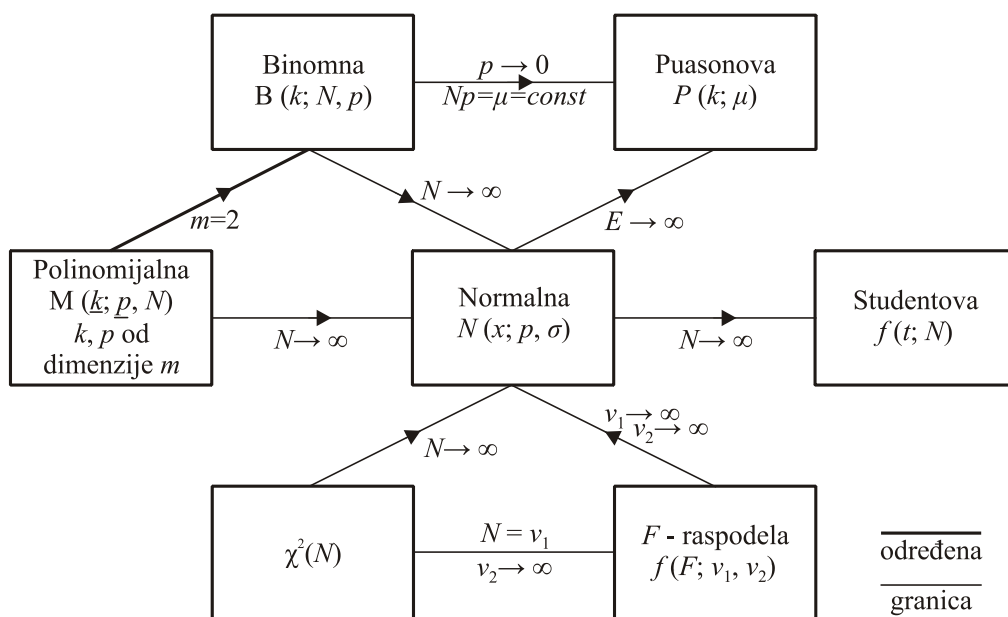 Binomna
B (k; N, p)
p → 0
Np=μ=const
Puasonova
P (k; μ)
m=2
N → ∞
E → ∞
Polinomijalna
M (k; p, N)
k, p od
dimenzije m
N → ∞
Normalna
N (x; p, σ)
N → ∞
Studentova
f (t; N)
N → ∞
v₁ → ∞
v₂ → ∞
χ²(N)
N = v₁
v₂ → ∞
F - raspodela
f (F; v₁, v₂)
određena
granica